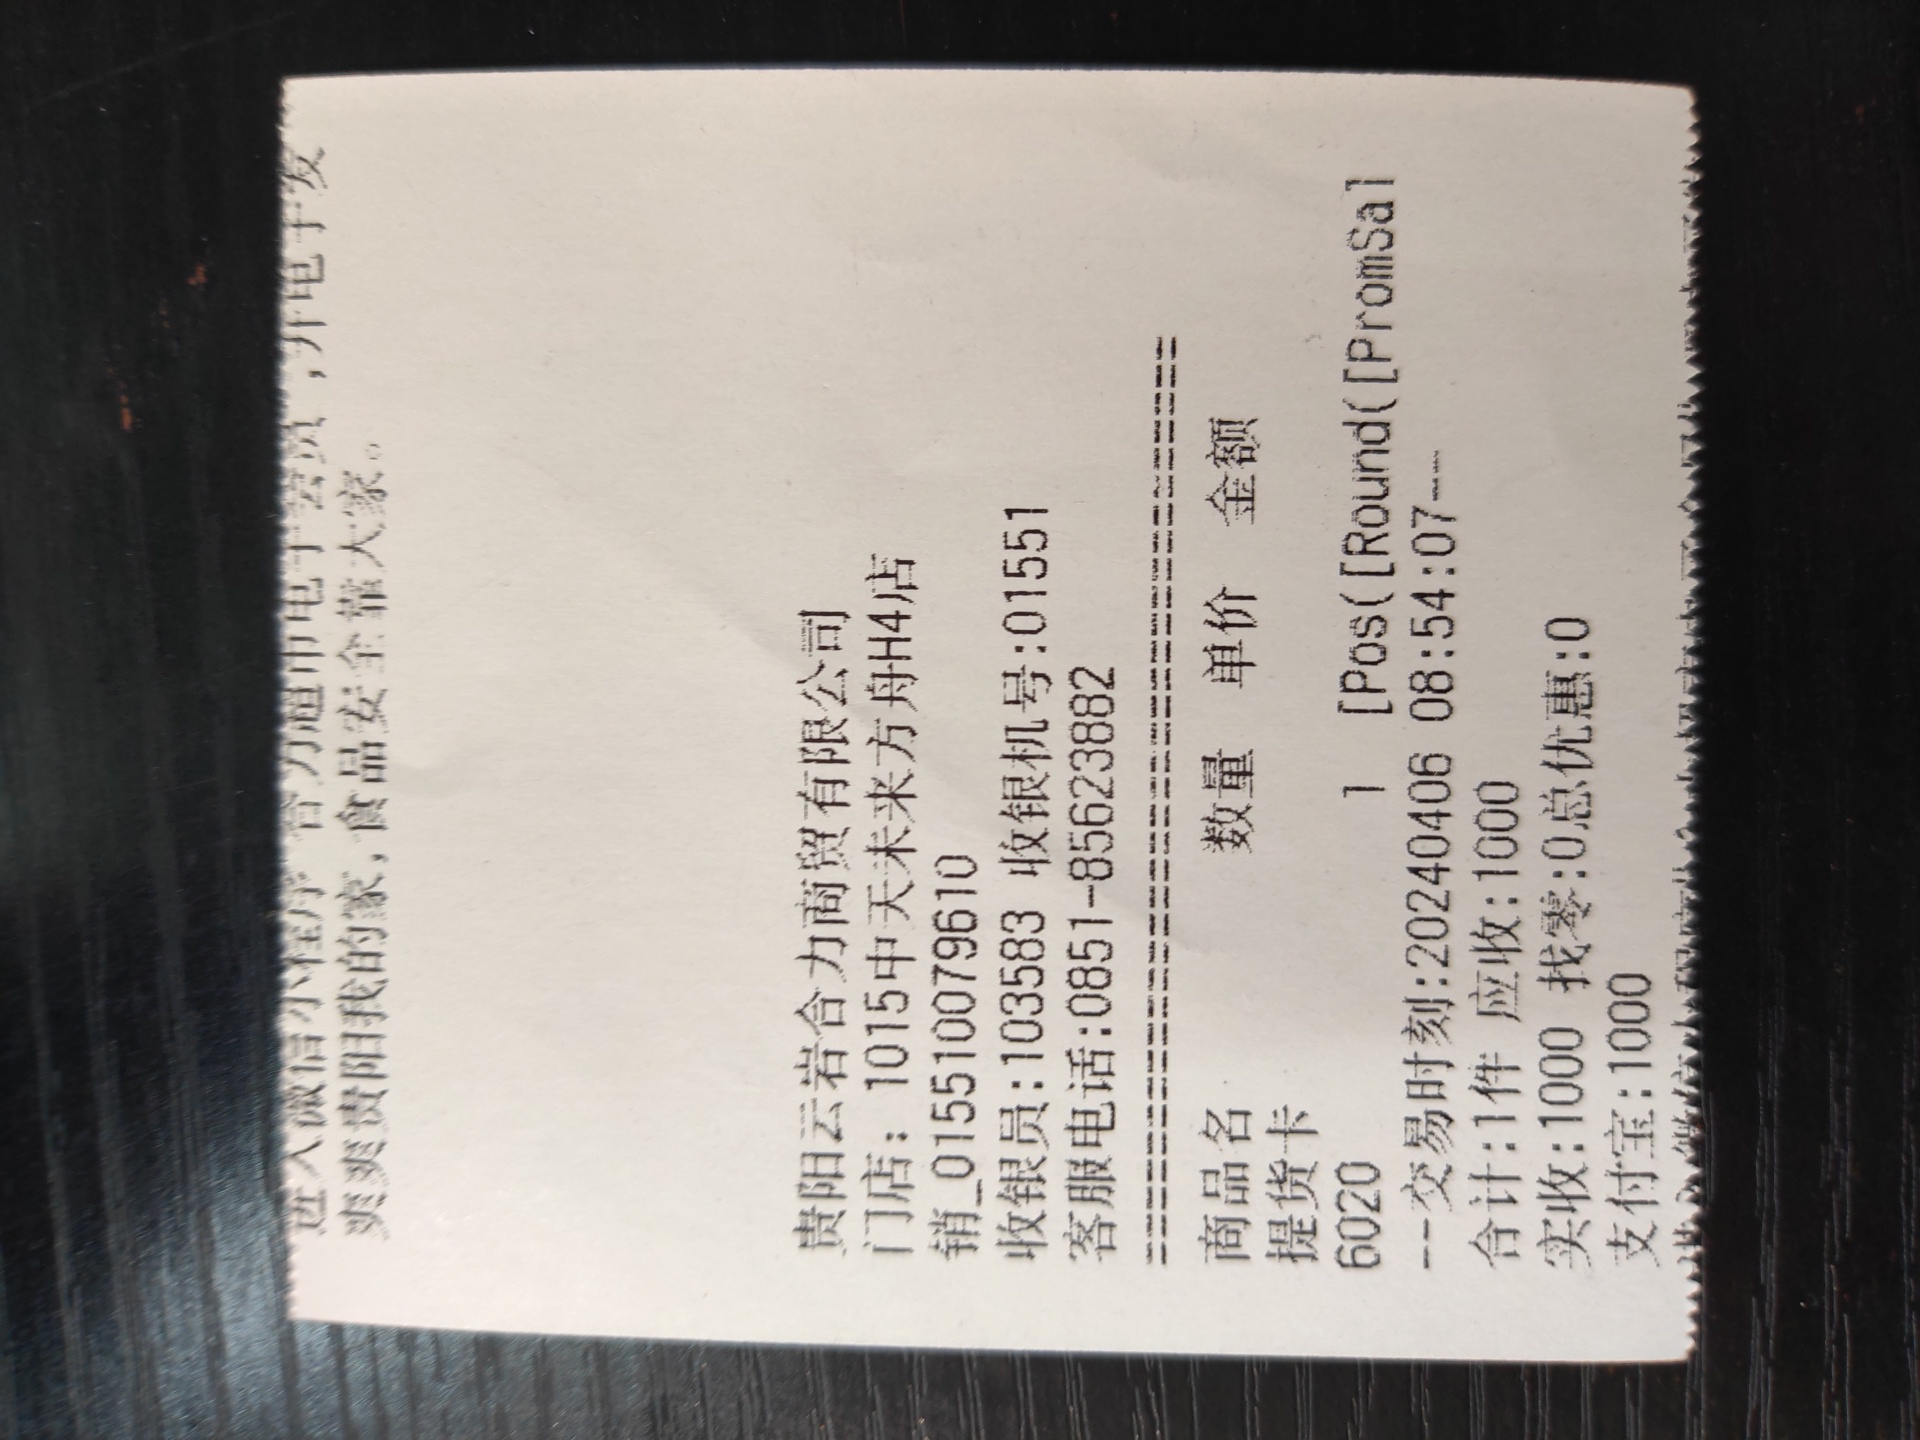 进入微信小程序 合力超市电子会员,开电子发
爽爽贵阳我的家,食品安全靠大家。
贵阳云岩合力商贸有限公司
门店: 1015中天未来方舟H4店
销_015510079610
收银员:103583 收银机号:01551
客服电话:0851-85623882
==========================================
商品名 数量 单价 金额
提货卡
6020 1 [Pos([Round([PromSal
--交易时刻:20240406 08:54:07--
合计:1件 应收:1000
实收:1000 找零:0总优惠:0
支付宝:1000